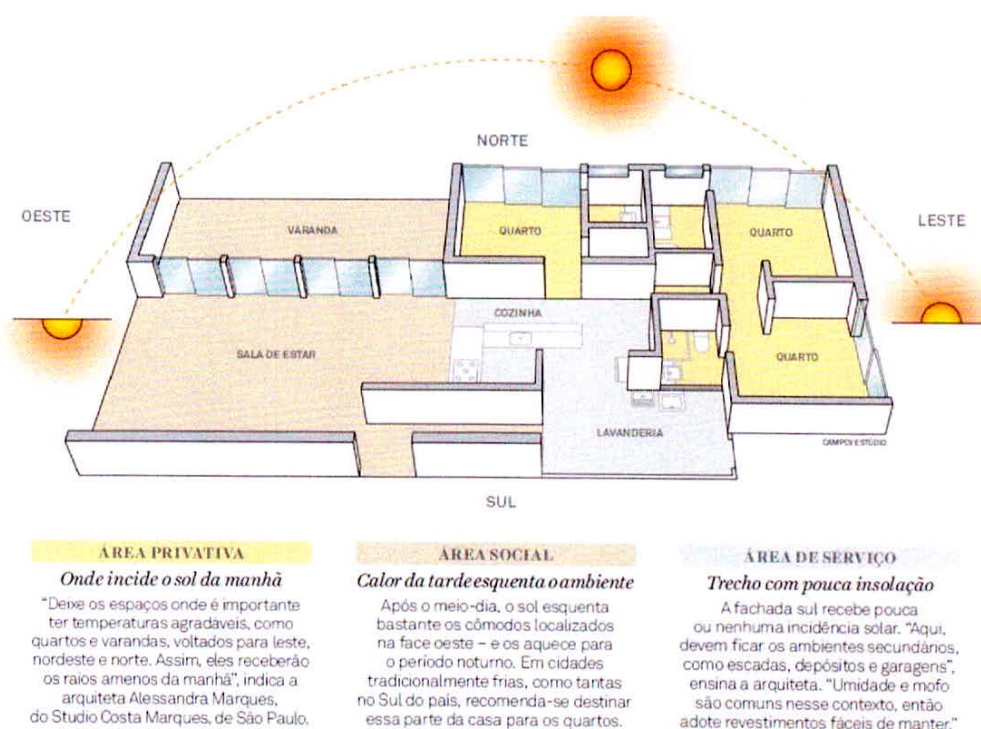 NORTE
OESTE
LESTE
VARANDA
QUARTO
QUARTO
COZINHA
SALA DE ESTAR
QUARTO
LAVANDERIA
CAMPOVI ESTÚDIO
SUL
ÁREA PRIVATIVA
Onde incide o sol da manhã
"Deixe os espaços onde é importante
ter temperaturas agradáveis, como
quartos e varandas, voltados para leste,
nordeste e norte. Assim, eles receberão
os raios amenos da manhã", indica a
arquiteta Alessandra Marques,
do Studio Costa Marques, de São Paulo.
ÁREA SOCIAL
Calor da tarde esquenta o ambiente
Após o meio-dia, o sol esquenta
bastante os cômodos localizados
na face oeste – e os aquece para
o período noturno. Em cidades
tradicionalmente frias, como tantas
no Sul do país, recomenda-se destinar
essa parte da casa para os quartos.
ÁREA DE SERVIÇO
Trecho com pouca insolação
A fachada sul recebe pouca
ou nenhuma incidência solar. "Aqui,
devem ficar os ambientes secundários,
como escadas, depósitos e garagens",
ensina a arquiteta. "Umidade e mofo
são comuns nesse contexto, então
adote revestimentos fáceis de manter."